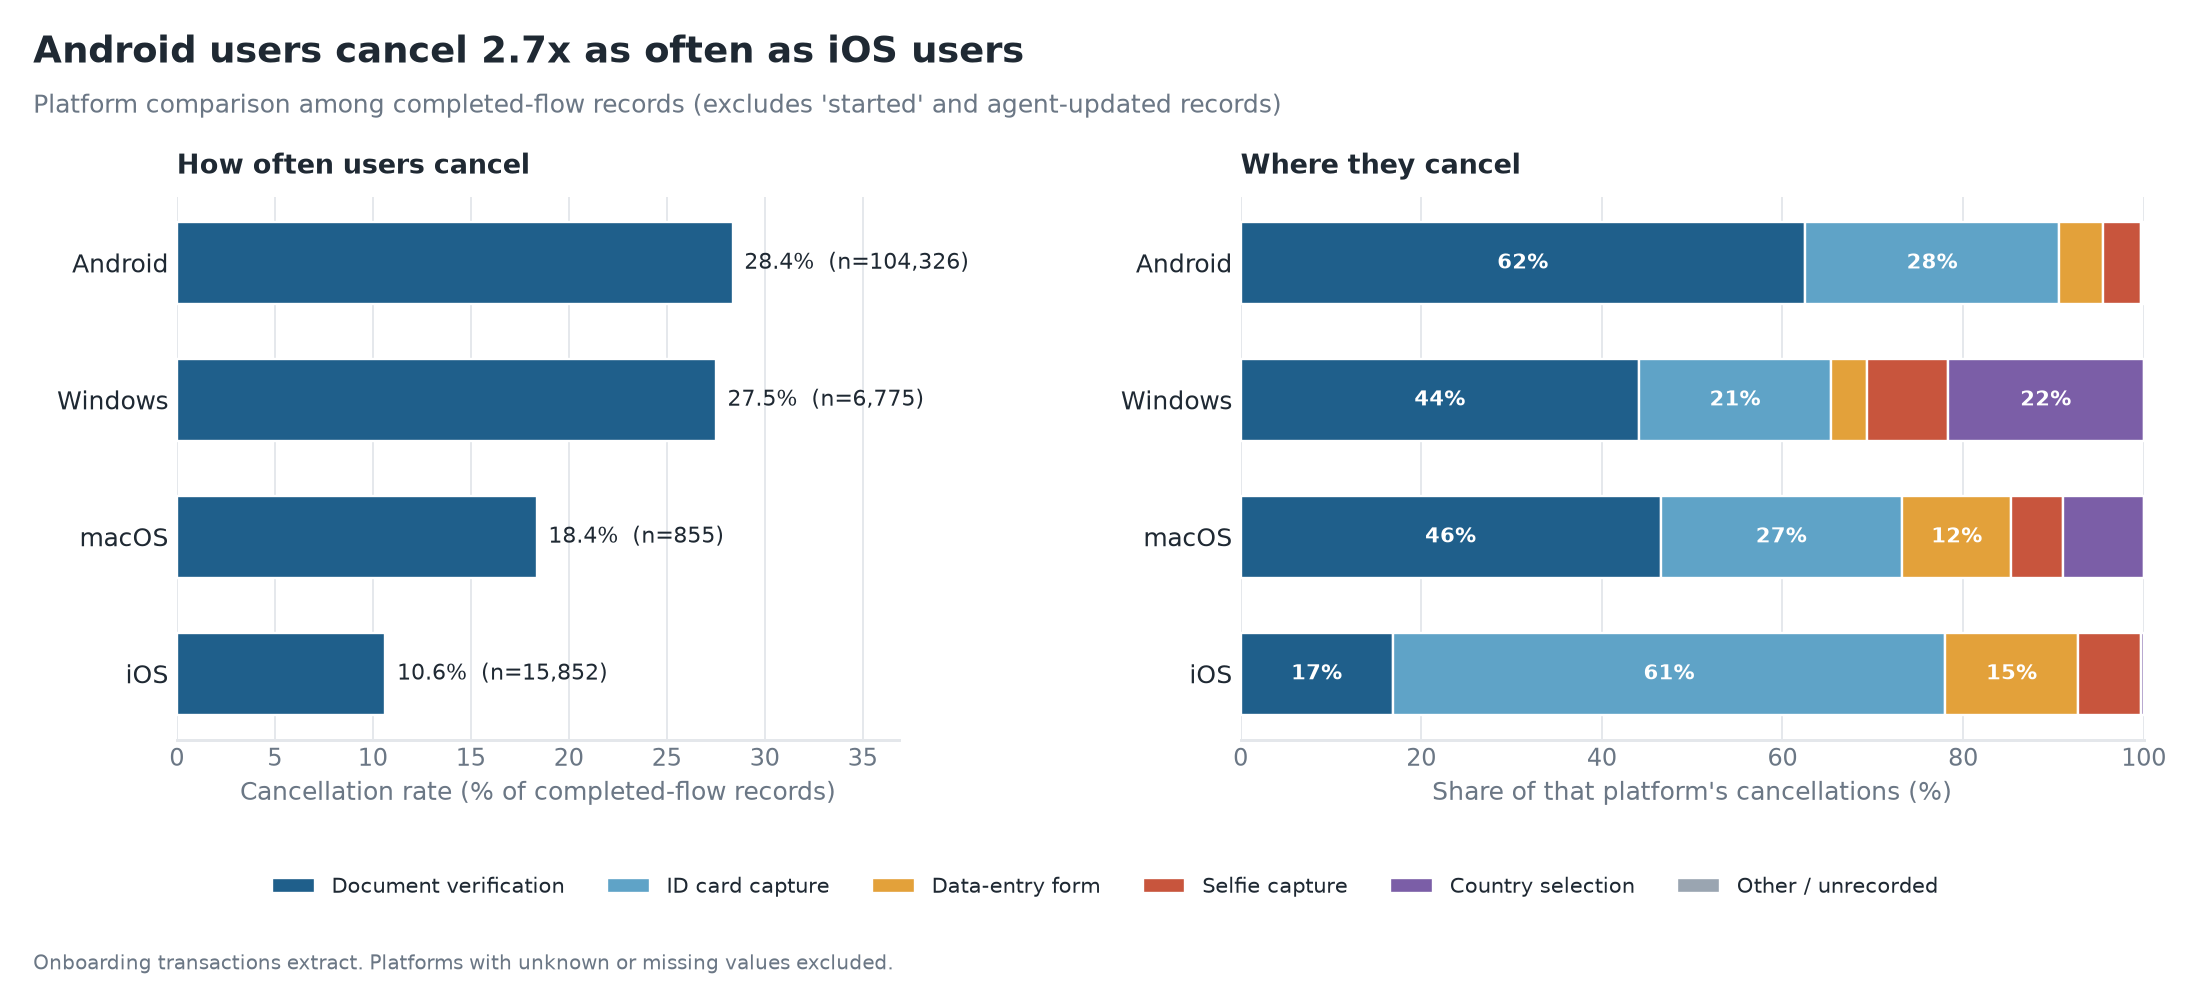 Android users cancel 2.7x as often as iOS users
Platform comparison among completed-flow records (excludes 'started' and agent-updated records)
How often users cancel
Android
28.4% (n=104,326)
Windows
27.5% (n=6,775)
macOS
18.4% (n=855)
iOS
10.6% (n=15,852)
0 5 10 15 20 25 30 35
Cancellation rate (% of completed-flow records)
Where they cancel
Android
62% 28%
Windows
44% 21% 22%
macOS
46% 27% 12%
iOS
17% 61% 15%
0 20 40 60 80 100
Share of that platform's cancellations (%)
Document verification ID card capture Data-entry form Selfie capture Country selection Other / unrecorded
Onboarding transactions extract. Platforms with unknown or missing values excluded.